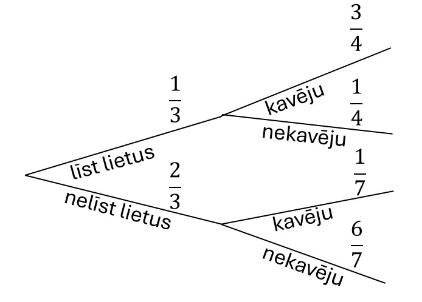 3/4
1/3
kavēju
1/4
nekavēju
līst lietus
2/3
nelīst lietus
1/7
kavēju
6/7
nekavēju